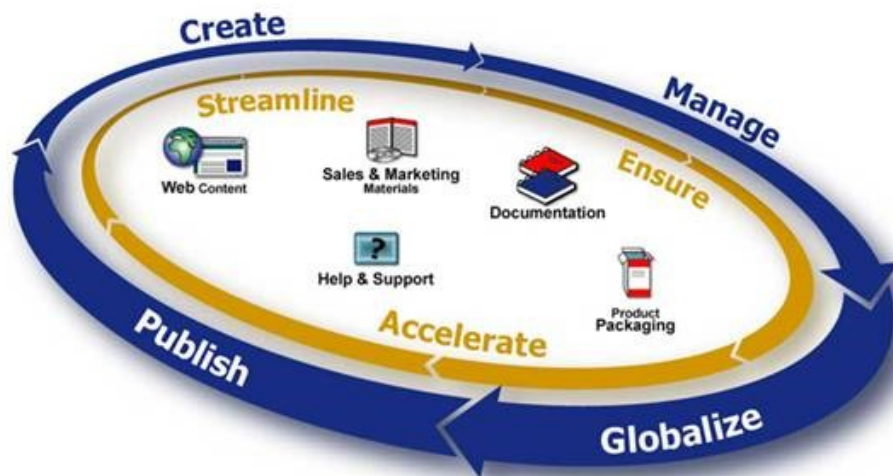 Create
Manage
Streamline
Ensure
Web Content
Sales & Marketing
Materials
Documentation
?
Help & Support
Product
Packaging
Accelerate
Publish
Globalize